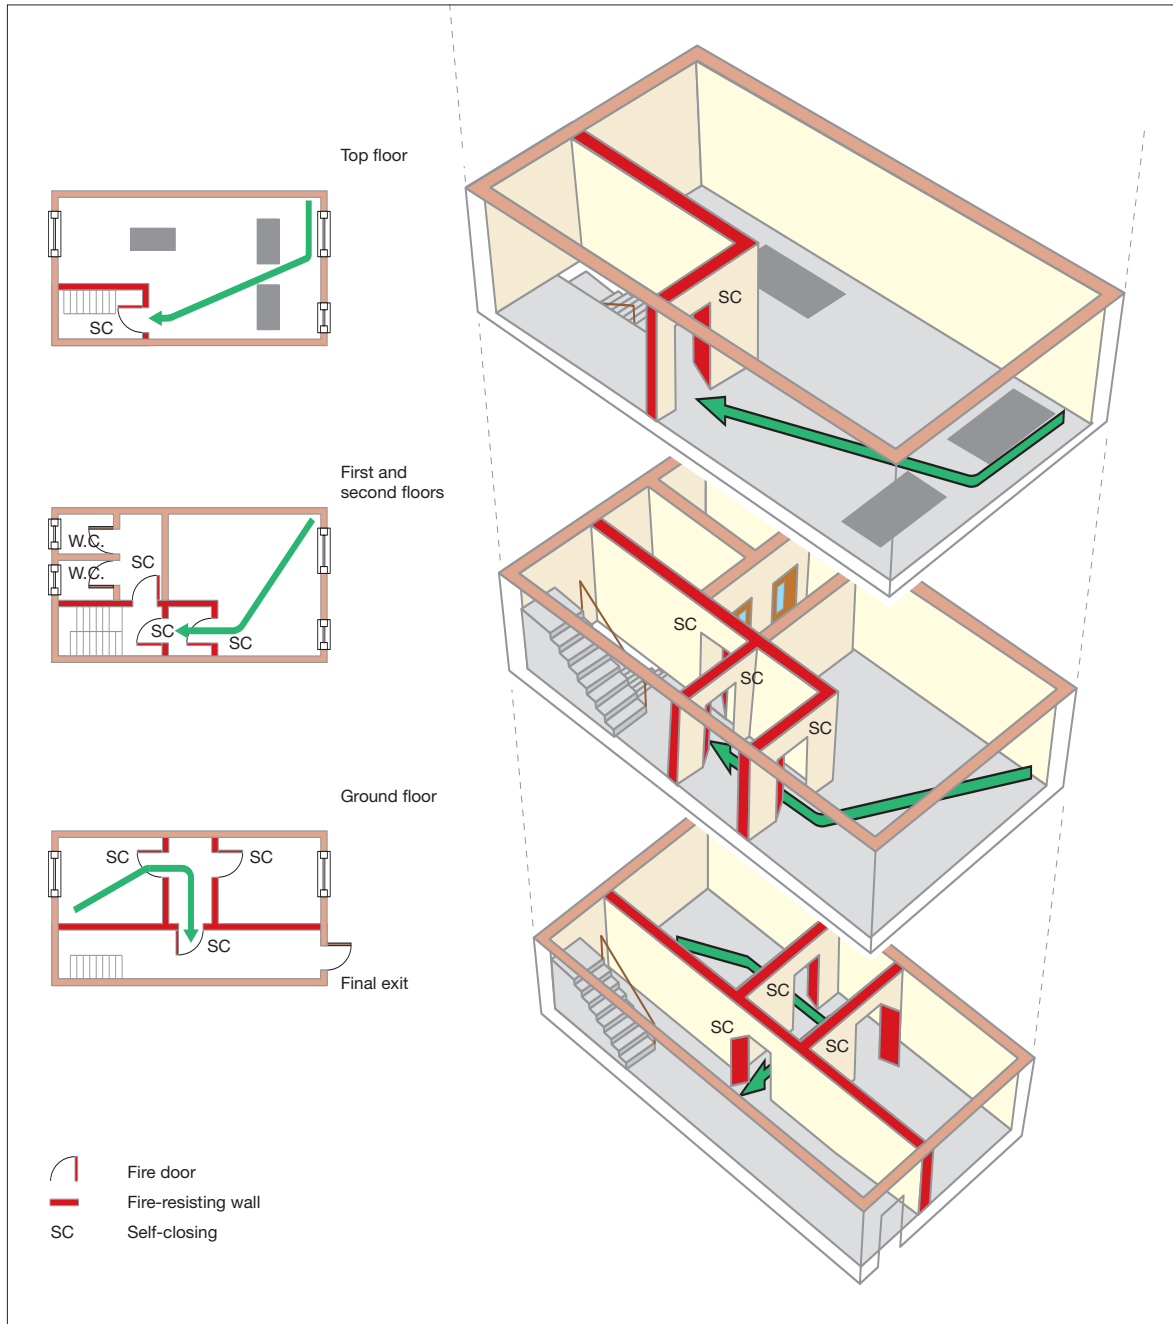 Top floor
SC
SC
First and
second floors
W.C.
SC
W.C.
SC
SC
SC
SC
SC
Ground floor
SC
SC
SC
Final exit
SC
SC
SC
Fire door
Fire-resisting wall
SC
Self-closing